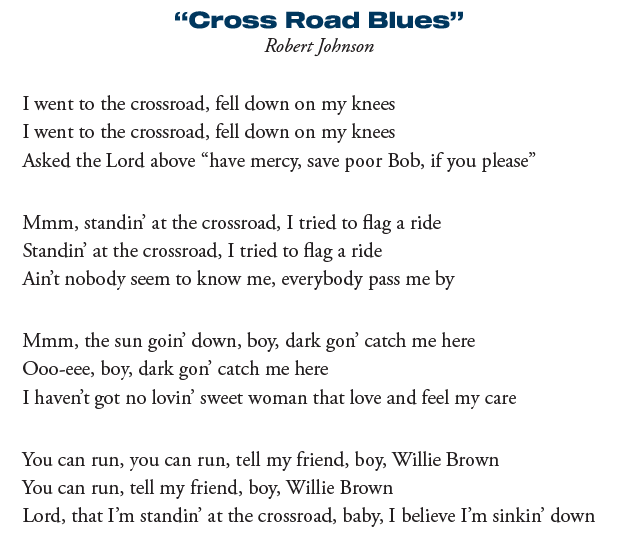 “Cross Road Blues”
Robert Johnson
I went to the crossroad, fell down on my knees
I went to the crossroad, fell down on my knees
Asked the Lord above “have mercy, save poor Bob, if you please”
Mmm, standin’ at the crossroad, I tried to flag a ride
Standin’ at the crossroad, I tried to flag a ride
Ain’t nobody seem to know me, everybody pass me by
Mmm, the sun goin’ down, boy, dark gon’ catch me here
Ooo-eee, boy, dark gon’ catch me here
I haven’t got no lovin’ sweet woman that love and feel my care
You can run, you can run, tell my friend, boy, Willie Brown
You can run, tell my friend, boy, Willie Brown
Lord, that I’m standin’ at the crossroad, baby, I believe I’m sinkin’ down